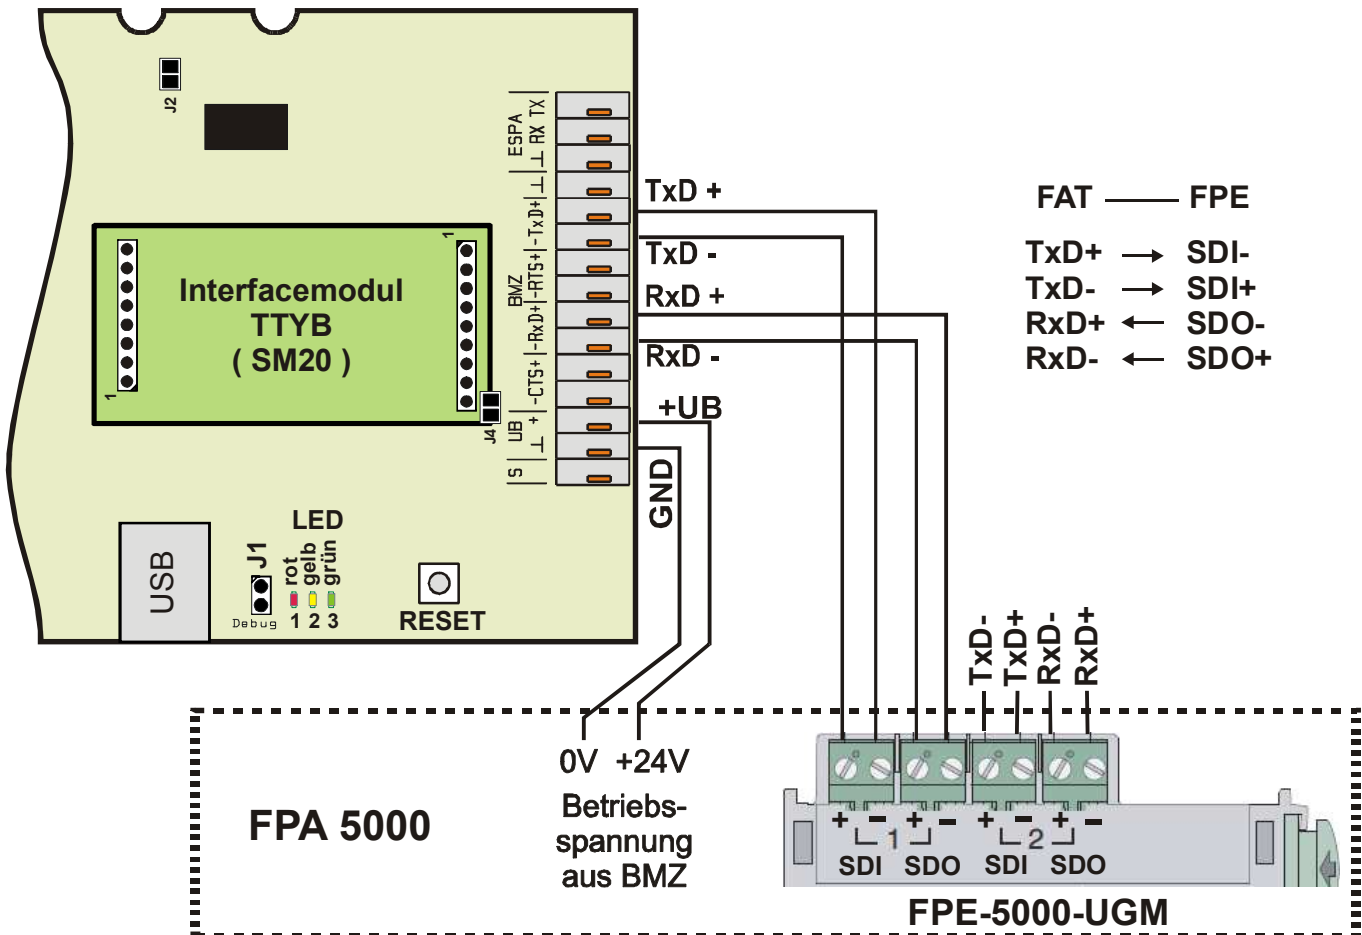 J2
ESPA
⊥ RX TX
TxD +
TxD -
RxD +
RxD -
+UB
GND
BMZ
-CTS+|-RxD+|-RTS+|-TxD+|⊥
UB
⊥ +
S
1
1
Interfacemodul
TTYB
( SM20 )
J4
USB
J1
Debug
LED
rot
gelb
grün
1 2 3
RESET
FAT FPE
TxD+ → SDI-
TxD- → SDI+
RxD+ ← SDO-
RxD- ← SDO+
TxD-
TxD+
RxD-
RxD+
0V +24V
Betriebs-
spannung
aus BMZ
FPA 5000
+ - + - + - + -
1 2
SDI SDO SDI SDO
FPE-5000-UGM